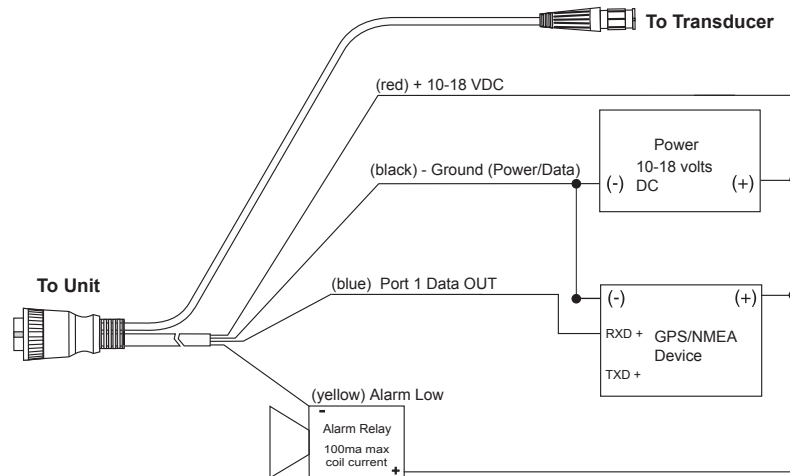 To Transducer
(red) + 10-18 VDC
Power
10-18 volts
DC
(-)
(+)
(black) - Ground (Power/Data)
To Unit
(blue) Port 1 Data OUT
(-)
(+)
RXD +
GPS/NMEA
Device
TXD +
(yellow) Alarm Low
-
Alarm Relay
100ma max
coil current
+